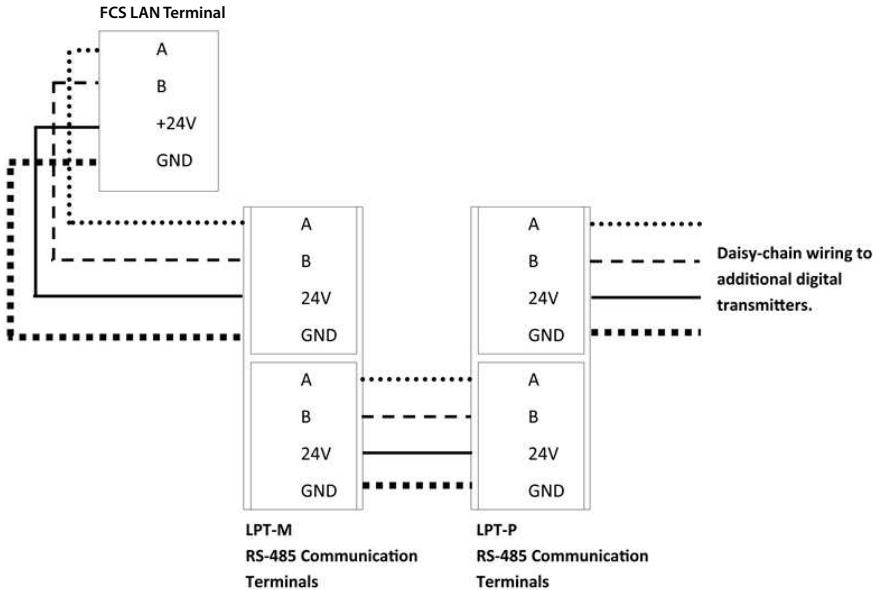 FCS LAN Terminal
A
B
+24V
GND
A
B
24V
GND
A
B
24V
GND
LPT-M
RS-485 Communication
Terminals
A
B
24V
GND
A
B
24V
GND
LPT-P
RS-485 Communication
Terminals
Daisy-chain wiring to
additional digital
transmitters.